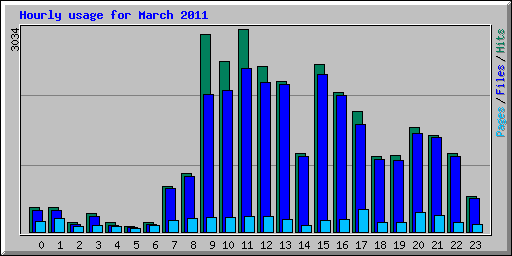 Hourly usage for March 2011
3034
Pages / Files / Hits
0 1 2 3 4 5 6 7 8 9 10 11 12 13 14 15 16 17 18 19 20 21 22 23